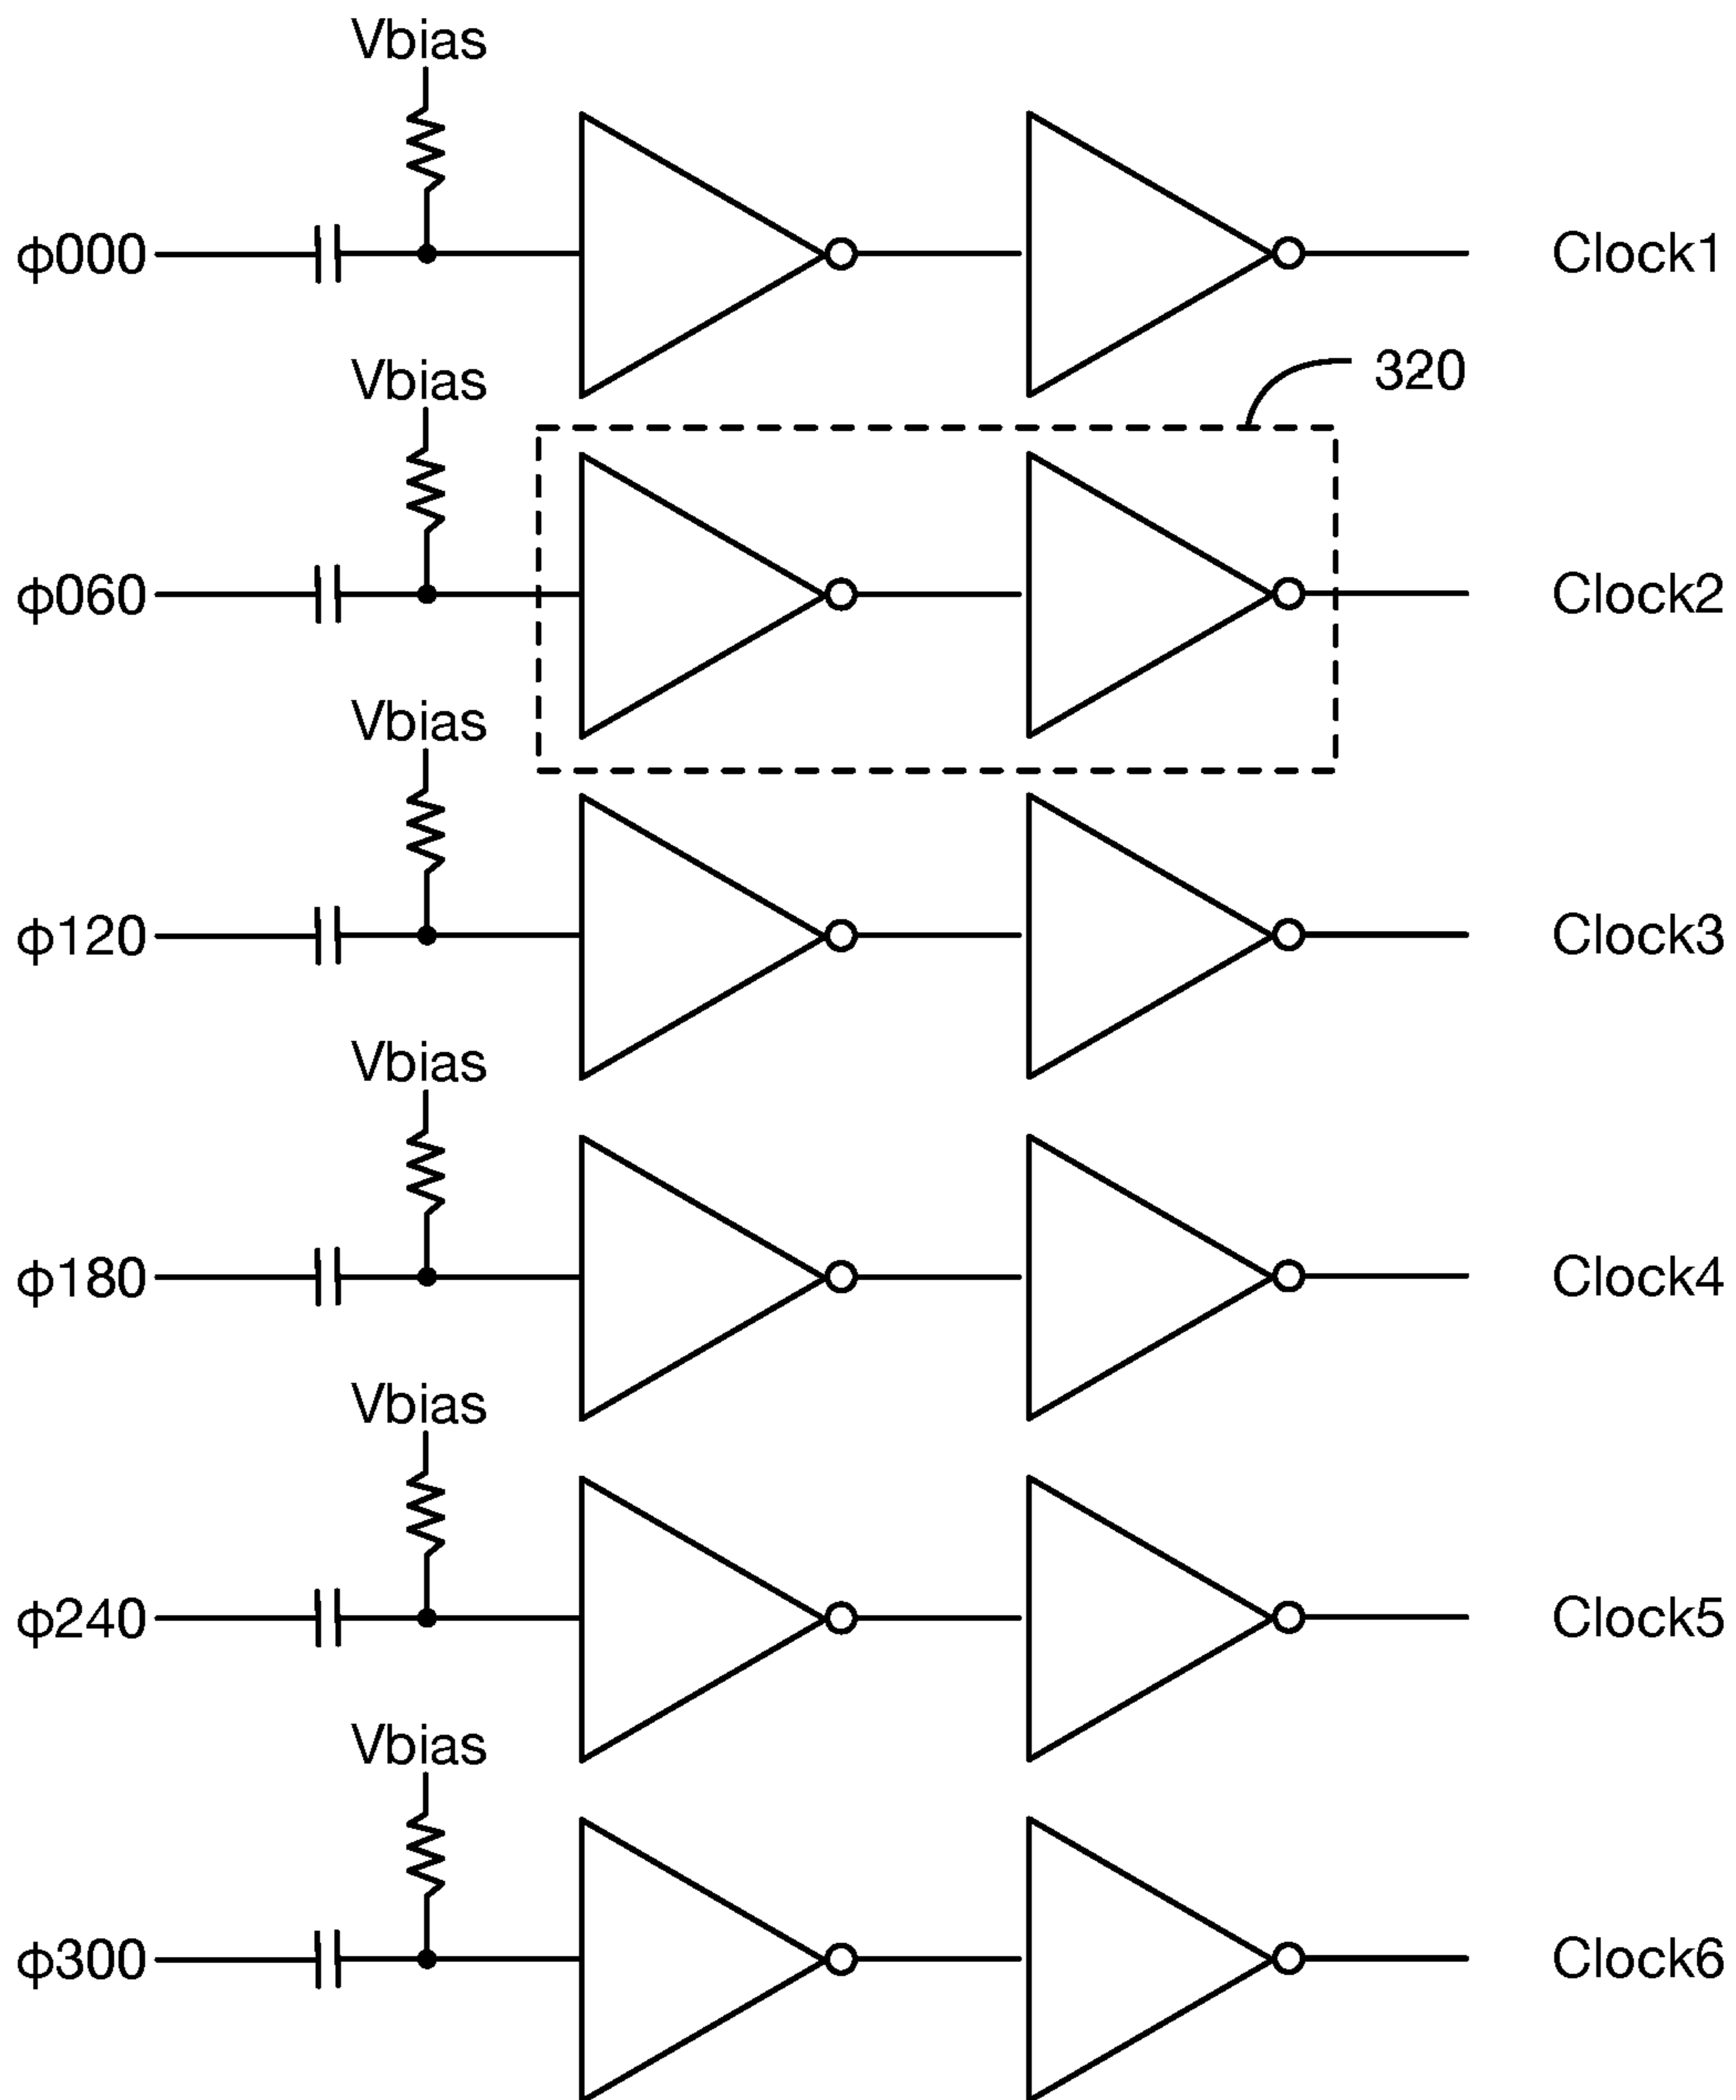 Vbias
ϕ000 Clock1
320
Vbias
ϕ060 Clock2
Vbias
ϕ120 Clock3
Vbias
ϕ180 Clock4
Vbias
ϕ240 Clock5
Vbias
ϕ300 Clock6